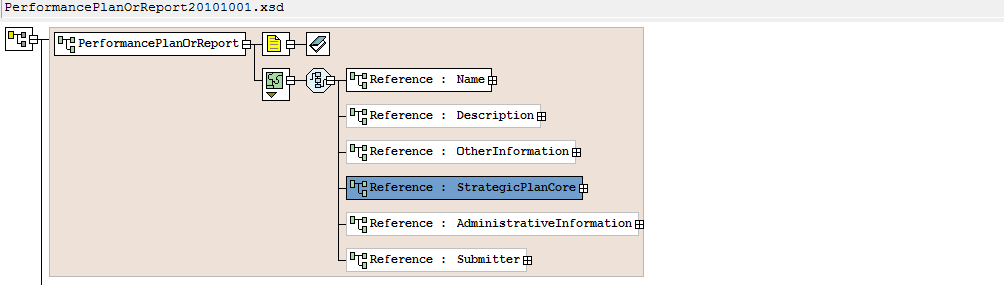 PerformancePlanOrReport20101001.xsd
PerformancePlanOrReport
Reference : Name
Reference : Description
Reference : OtherInformation
Reference : StrategicPlanCore
Reference : AdministrativeInformation
Reference : Submitter